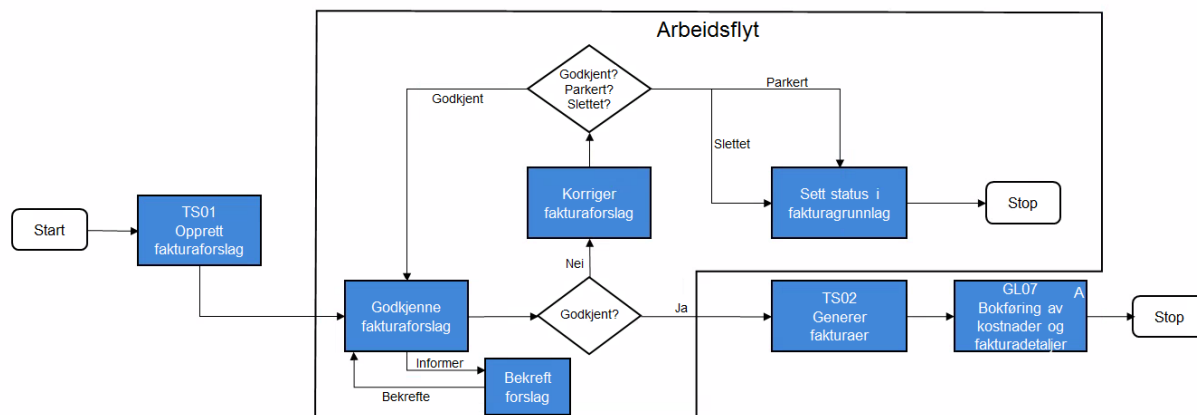 Arbeidsflyt
Godkjent?
Parkert?
Slettet?
Godkjent
Parkert
Slettet
Korriger
fakturaforslag
Sett status i
fakturagrunnlag
Stop
Start
TS01
Opprett
fakturaforslag
Nei
Godkjenne
fakturaforslag
Godkjent?
Ja
TS02
Generer
fakturaer
GL07
A
Bokføring av
kostnader og
fakturadetaljer
Stop
Informer
Bekreft
forslag
Bekrefte